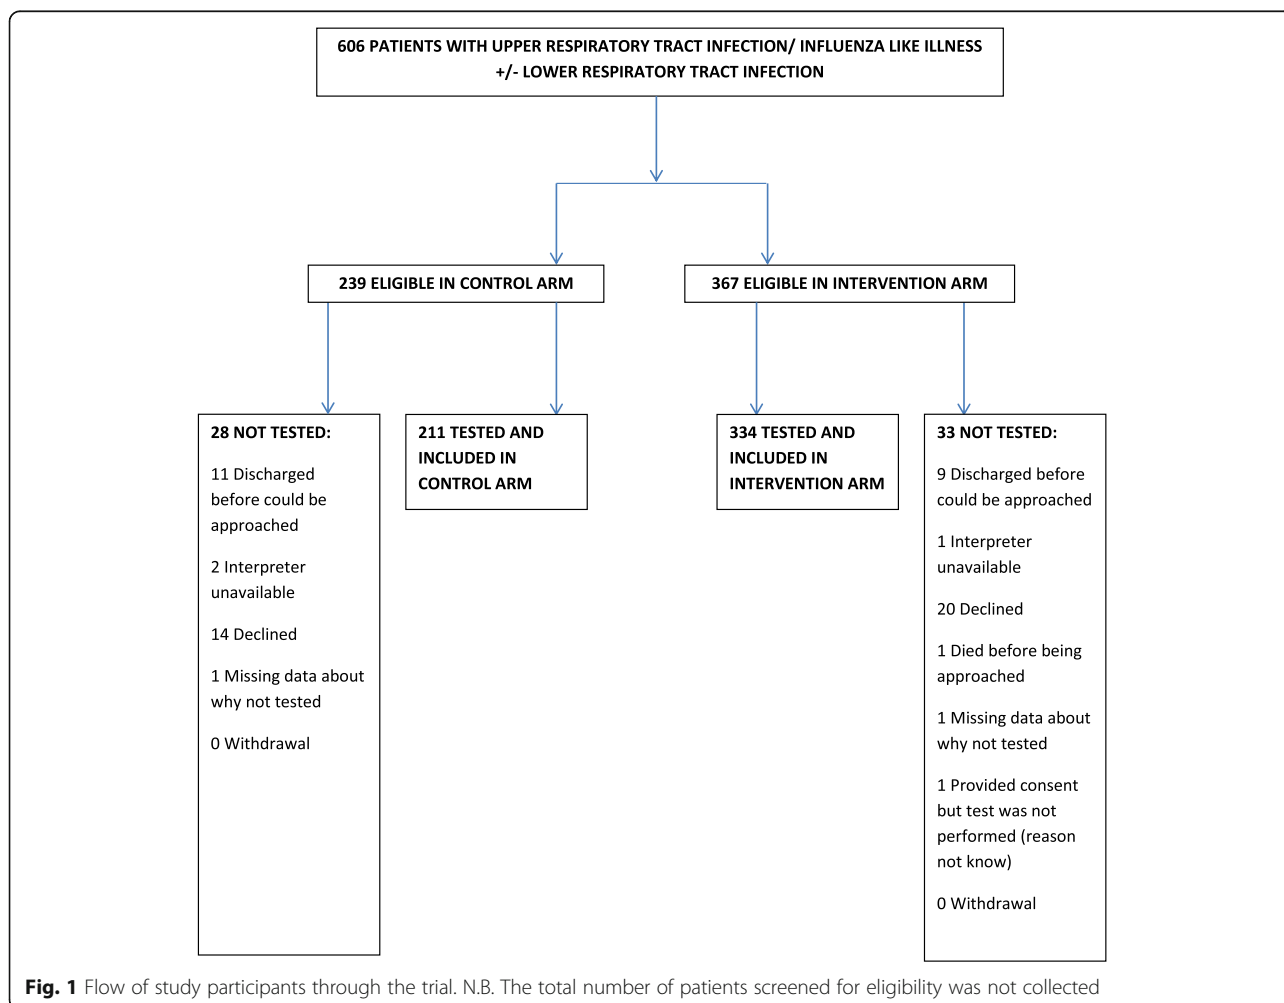 606 PATIENTS WITH UPPER RESPIRATORY TRACT INFECTION/ INFLUENZA LIKE ILLNESS
+/- LOWER RESPIRATORY TRACT INFECTION
239 ELIGIBLE IN CONTROL ARM
367 ELIGIBLE IN INTERVENTION ARM
28 NOT TESTED:
11 Discharged
before could be
approached
2 Interpreter
unavailable
14 Declined
1 Missing data about
why not tested
0 Withdrawal
211 TESTED AND
INCLUDED IN
CONTROL ARM
334 TESTED AND
INCLUDED IN
INTERVENTION ARM
33 NOT TESTED:
9 Discharged before
could be approached
1 Interpreter
unavailable
20 Declined
1 Died before being
approached
1 Missing data about
why not tested
1 Provided consent
but test was not
performed (reason
not know)
0 Withdrawal
Fig. 1 Flow of study participants through the trial. N.B. The total number of patients screened for eligibility was not collected